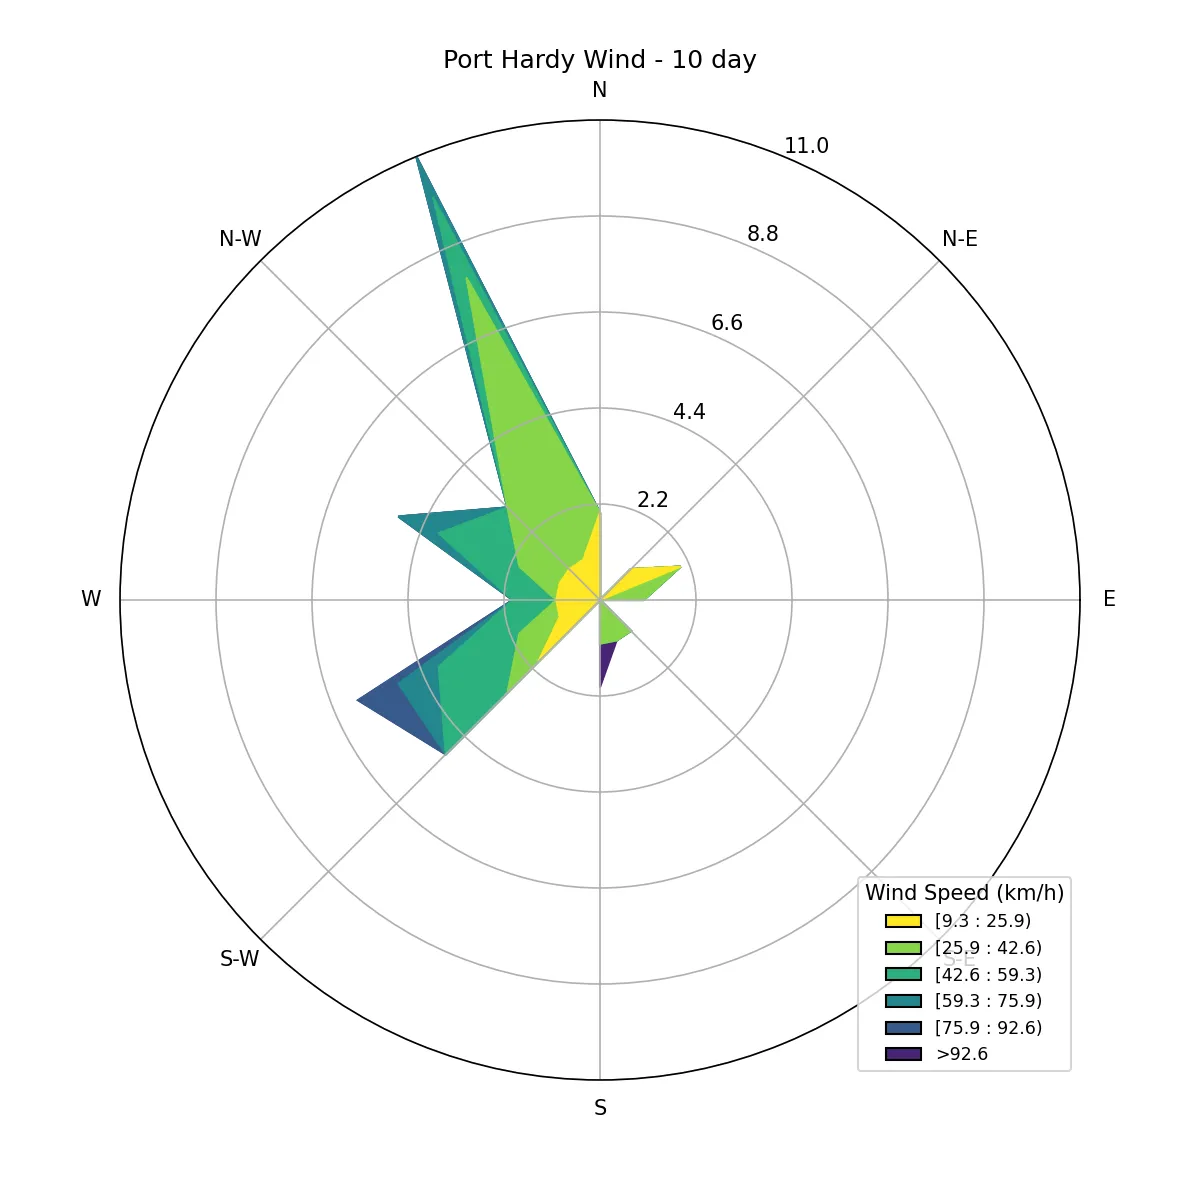 Port Hardy Wind - 10 day
N
11.0
N-W
8.8
N-E
6.6
4.4
2.2
W
E
S-W
S-E
Wind Speed (km/h)
[9.3 : 25.9)
[25.9 : 42.6)
[42.6 : 59.3)
[59.3 : 75.9)
[75.9 : 92.6)
>92.6
S